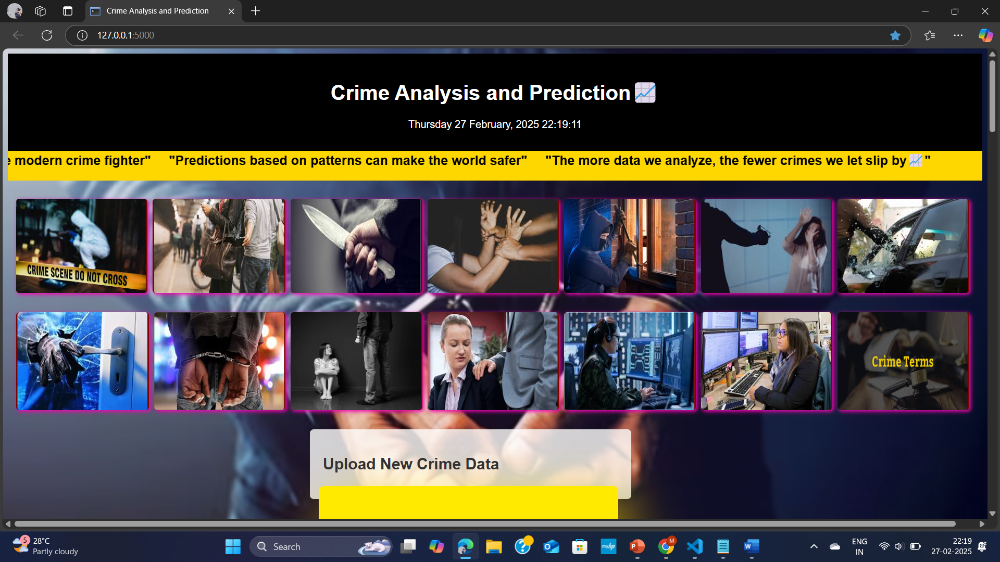 Crime Analysis and Prediction
127.0.0.1:5000
Crime Analysis and Prediction
Thursday 27 February, 2025 22:19:11
e modern crime fighter" "Predictions based on patterns can make the world safer" "The more data we analyze, the fewer crimes we let slip by "
CRIME SCENE DO NOT CROSS
Crime Terms
Upload New Crime Data
5
28°C
Partly cloudy
Search
myhp
P
M
W
ENG
IN
22:19
27-02-2025